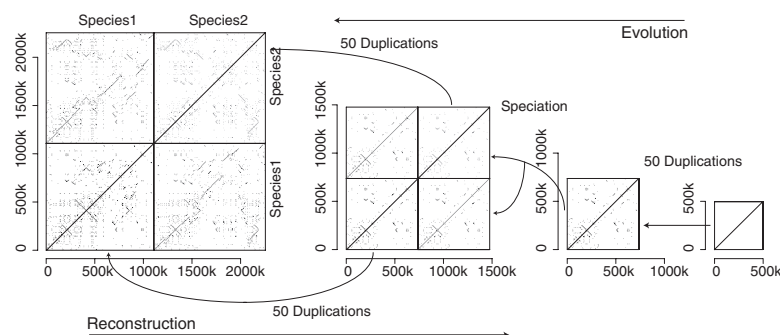 Species1 Species2
Evolution
50 Duplications
Species2
Species1
Speciation
50 Duplications
0 500k 1000k 1500k 2000k
0 500k 1000k 1500k 2000k
0 500k 1000k 1500k
0 500k 1000k 1500k
0 500k 1000k
0 500k 1000k
0 500k
0 500k
50 Duplications
Reconstruction